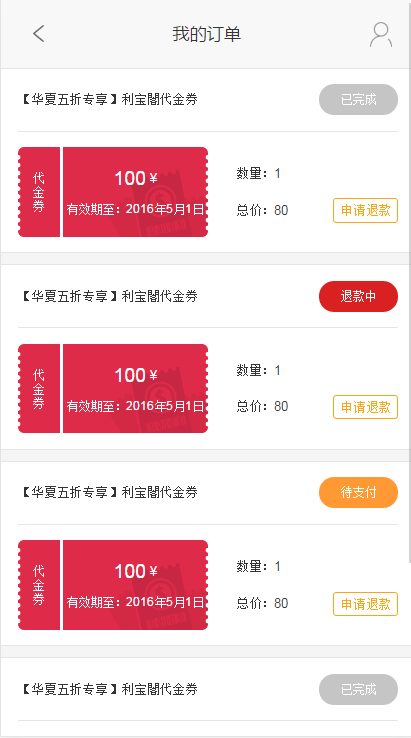 我的订单
【华夏五折专享】利宝閣代金券
已完成
代金券
100¥
有效期至：2016年5月1日
数量：1
总价：80
申请退款
【华夏五折专享】利宝閣代金券
退款中
代金券
100¥
有效期至：2016年5月1日
数量：1
总价：80
申请退款
【华夏五折专享】利宝閣代金券
待支付
代金券
100¥
有效期至：2016年5月1日
数量：1
总价：80
申请退款
【华夏五折专享】利宝閣代金券
已完成